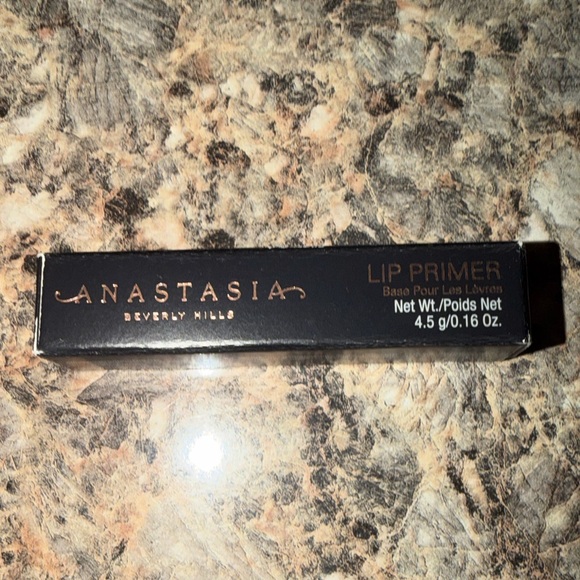 ANASTASIA
BEVERLY HILLS
LIP PRIMER
Base Pour Les Lèvres
Net Wt./Poids Net
4.5 g/0.16 Oz.